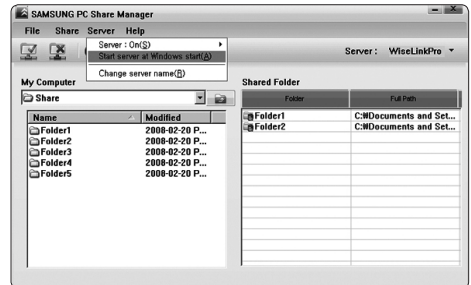 SAMSUNG PC Share Manager
File Share Server Help
Server : On(S)
Start server at Windows start(A)
Change server name(R)
Server : WiseLinkPro
My Computer
Share
Name Modified
Folder1 2008-02-20 P...
Folder2 2008-02-20 P...
Folder3 2008-02-20 P...
Folder4 2008-02-20 P...
Folder5 2008-02-20 P...
Shared Folder
Folder Full Path
Folder1 C:₩Documents and Set...
Folder2 C:₩Documents and Set...